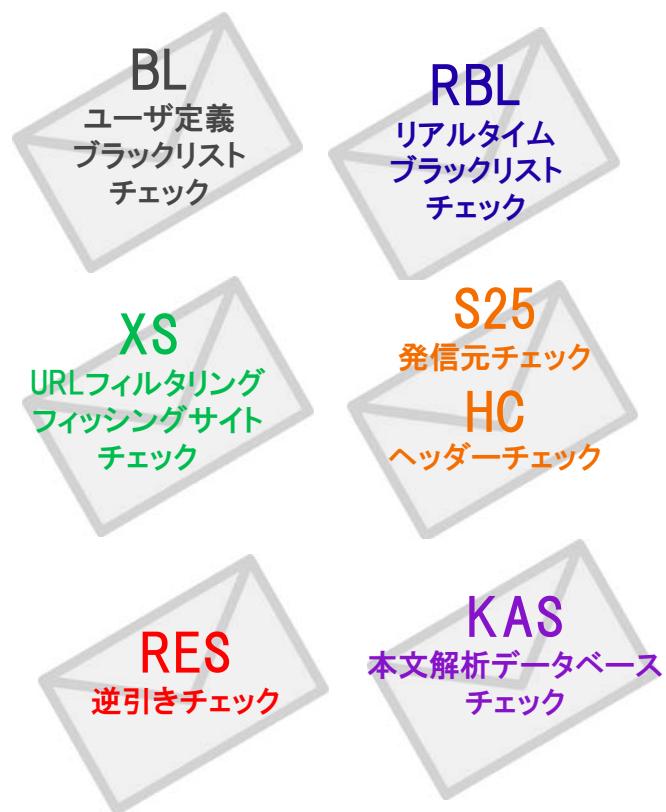 BL
ユーザ定義
ブラックリスト
チェック
RBL
リアルタイム
ブラックリスト
チェック
XS
URLフィルタリング
フィッシングサイト
チェック
S25
発信元チェック
HC
ヘッダーチェック
RES
逆引きチェック
KAS
本文解析データベース
チェック